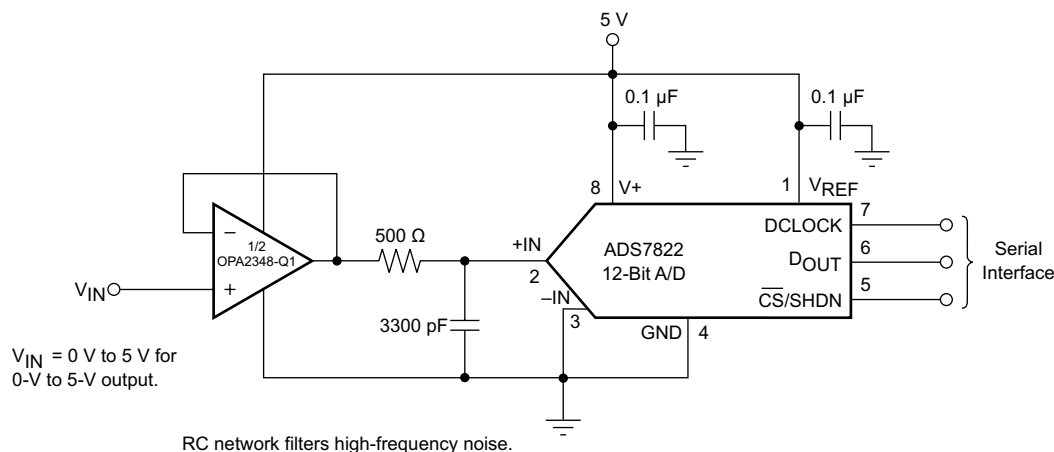 5 V
0.1 µF
0.1 µF
8
V+
1
VREF
7
DCLOCK
−
1/2
OPA2348-Q1
+
500 Ω
+IN
2
ADS7822
12-Bit A/D
DOUT
6
Serial
Interface
VIN
–IN
3
CS/SHDN
5
3300 pF
GND
4
VIN = 0 V to 5 V for
0-V to 5-V output.
RC network filters high-frequency noise.